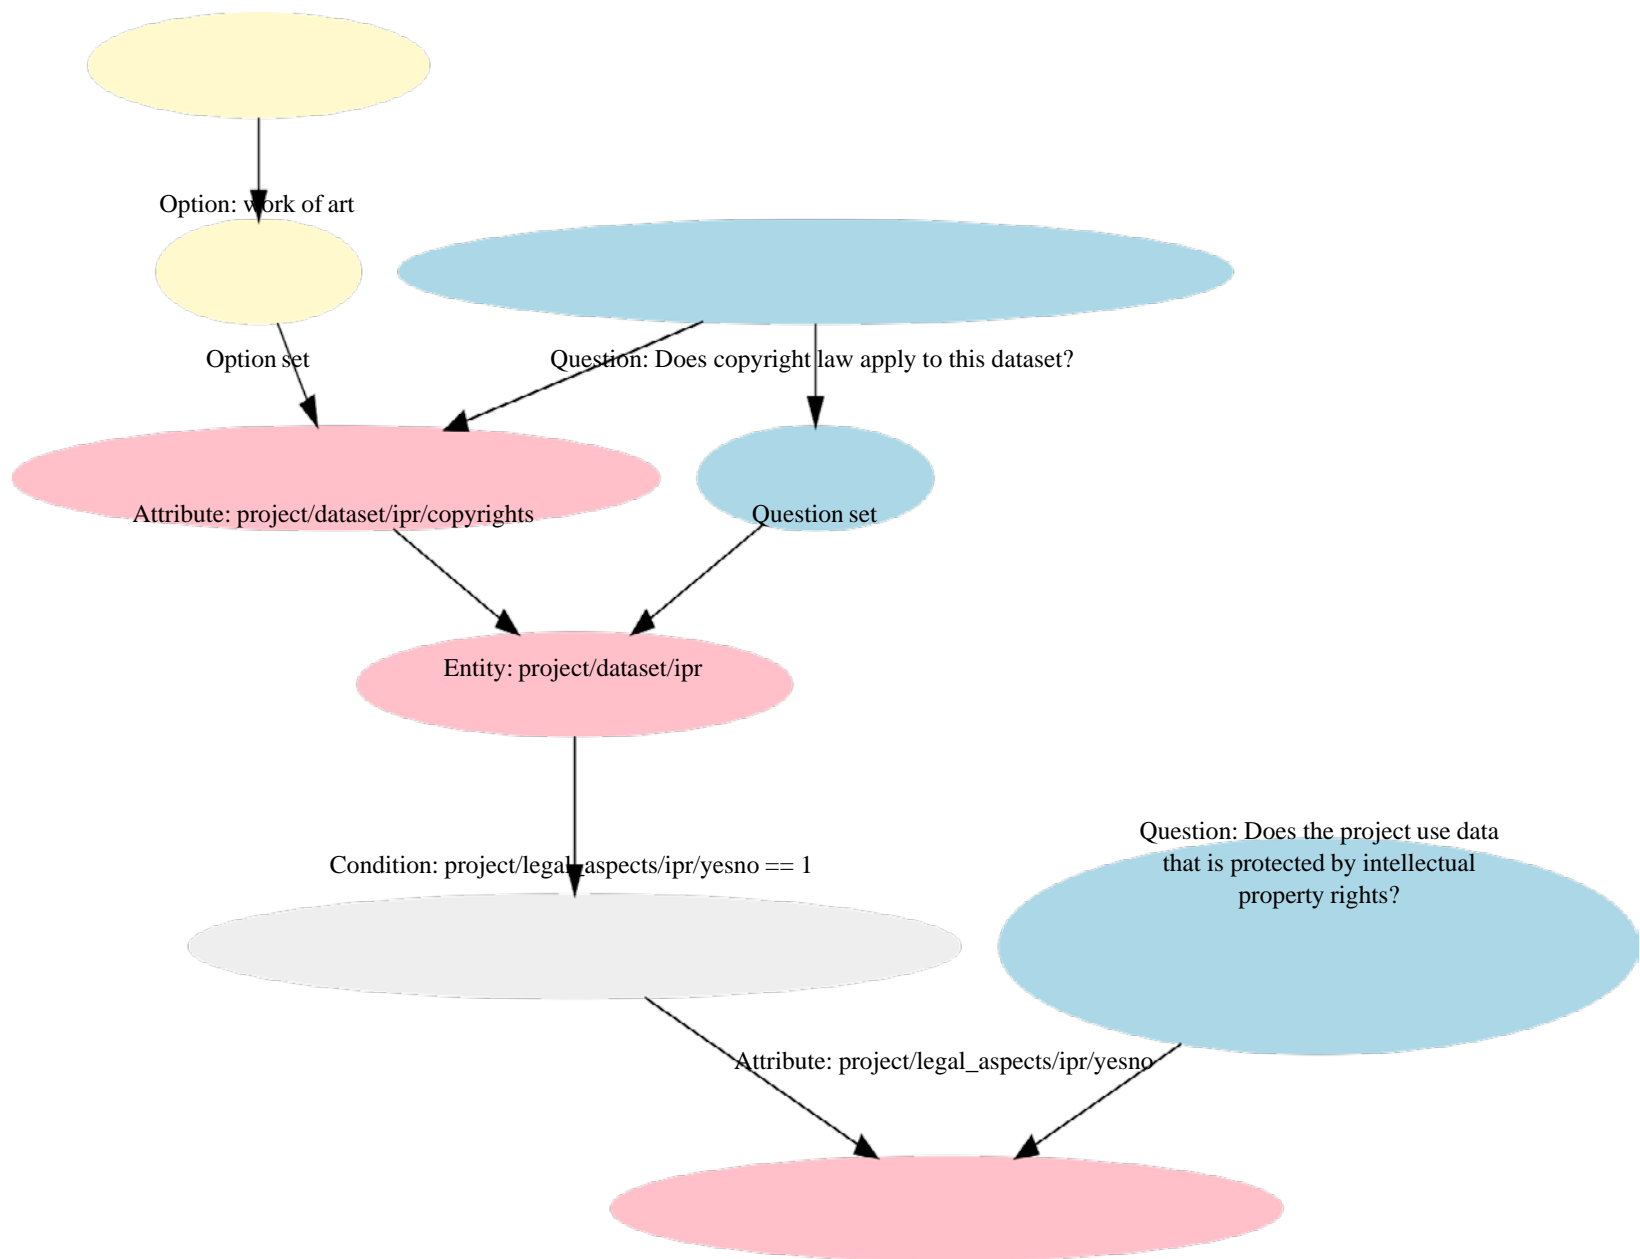 Option: work of art
Option set
Question: Does copyright law apply to this dataset?
Attribute: project/dataset/ipr/copyrights
Question set
Entity: project/dataset/ipr
Question: Does the project use data
that is protected by intellectual
property rights?
Condition: project/legal_aspects/ipr/yesno == 1
Attribute: project/legal_aspects/ipr/yesno